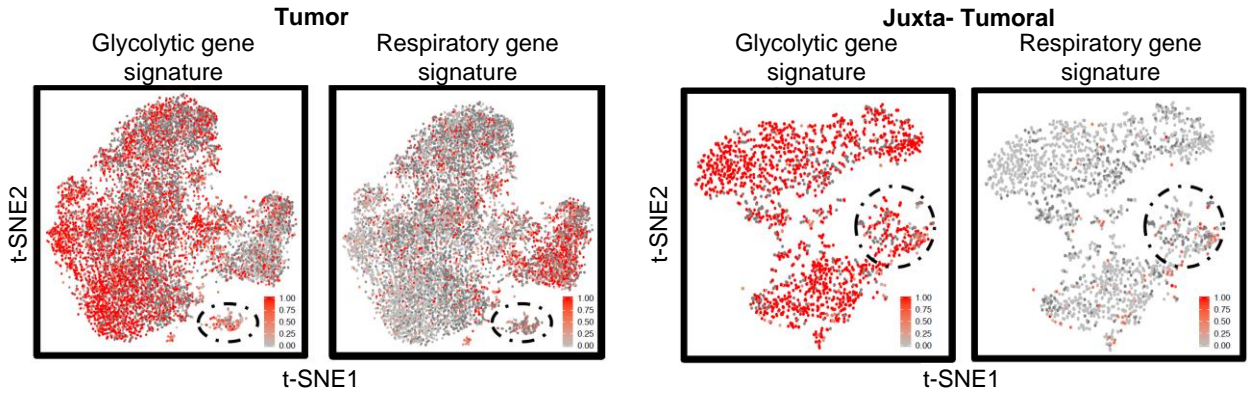 Tumor
Glycolytic gene
signature
Respiratory gene
signature
t-SNE2
1.00
0.75
0.50
0.25
0.00
1.00
0.75
0.50
0.25
0.00
t-SNE1
Juxta- Tumoral
Glycolytic gene
signature
Respiratory gene
signature
t-SNE2
1.00
0.75
0.50
0.25
0.00
1.00
0.75
0.50
0.25
0.00
t-SNE1